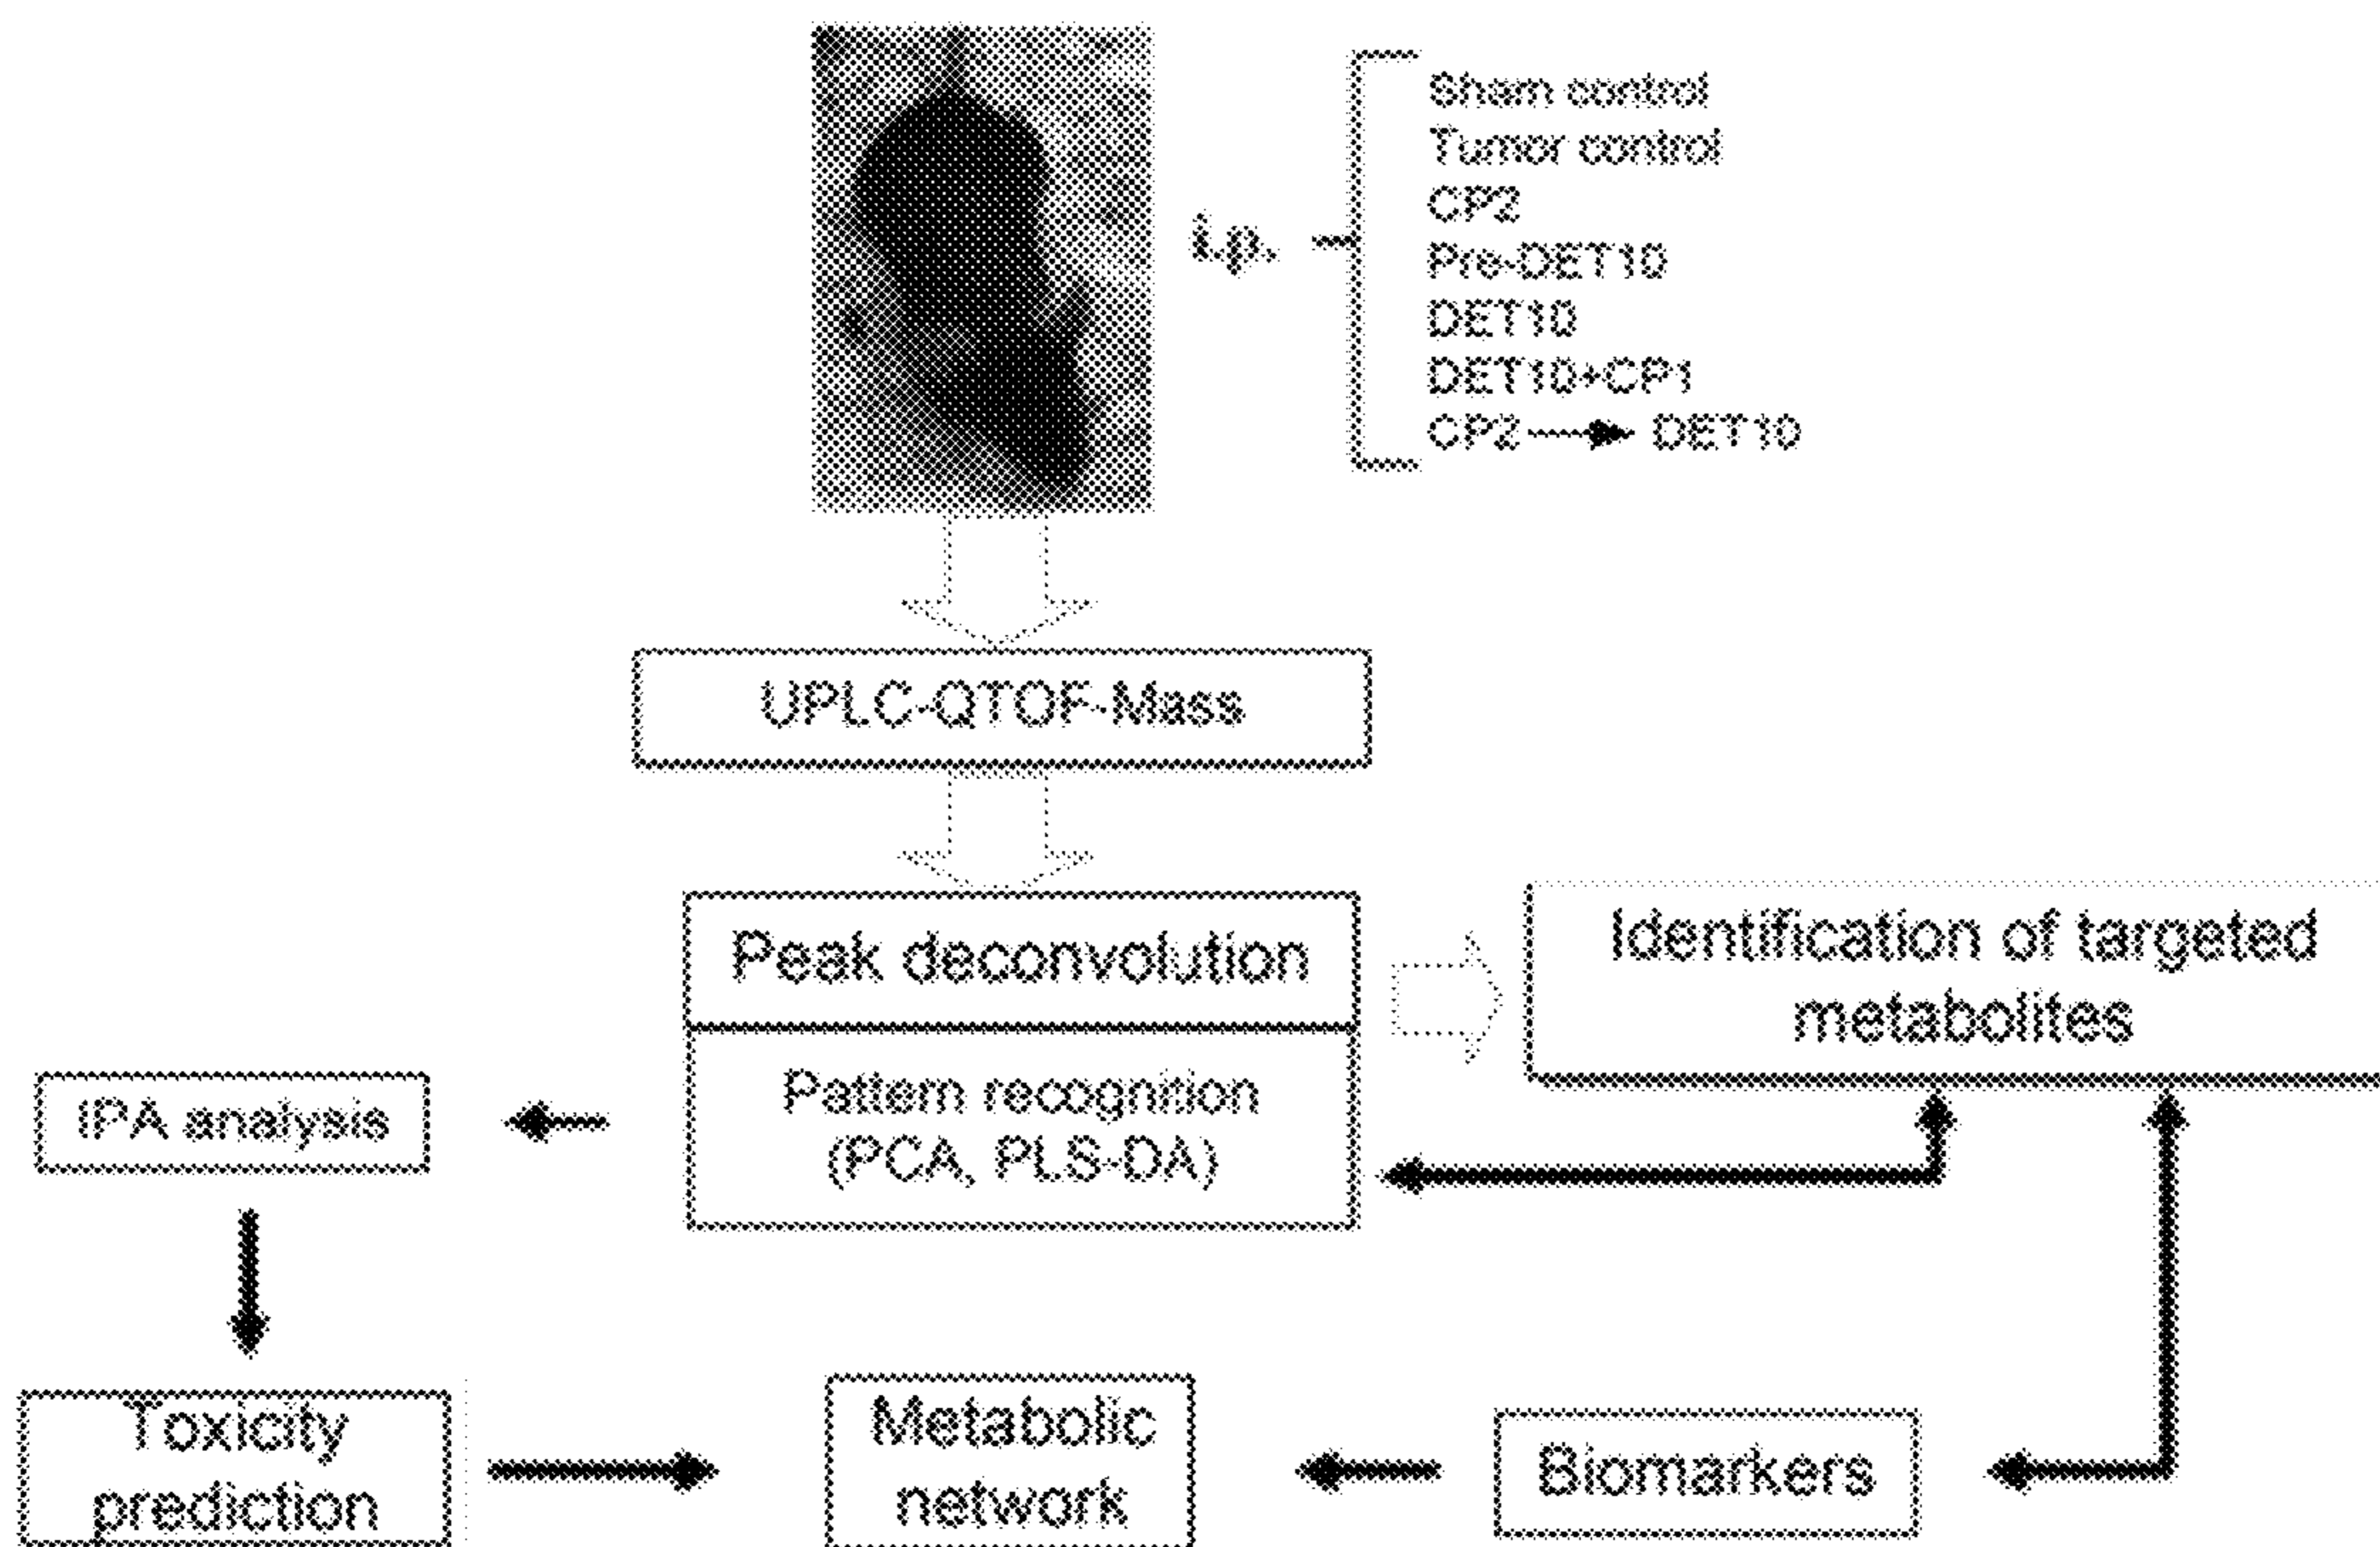 i.p.
Sham control
Tumor control
CP2
Pre-DET10
DET10
DET10+CP1
CP2 → DET10
UPLC-QTOF-Mass
Peak deconvolution
Identification of targeted
metabolites
Pattern recognition
(PCA, PLS-DA)
IPA analysis
Toxicity
prediction
Metabolic
network
Biomarkers